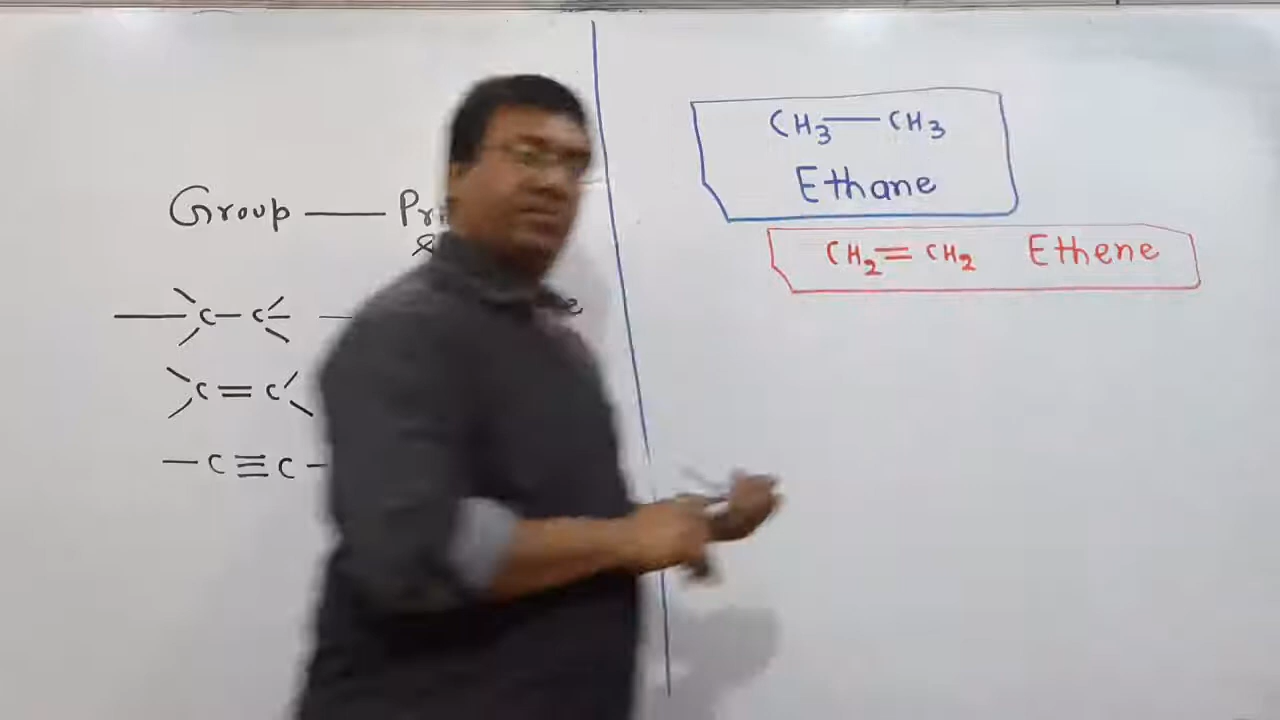 Group —
C-C
C=C
-C≡C-
CH3—CH3
Ethane
CH2=CH2 Ethene